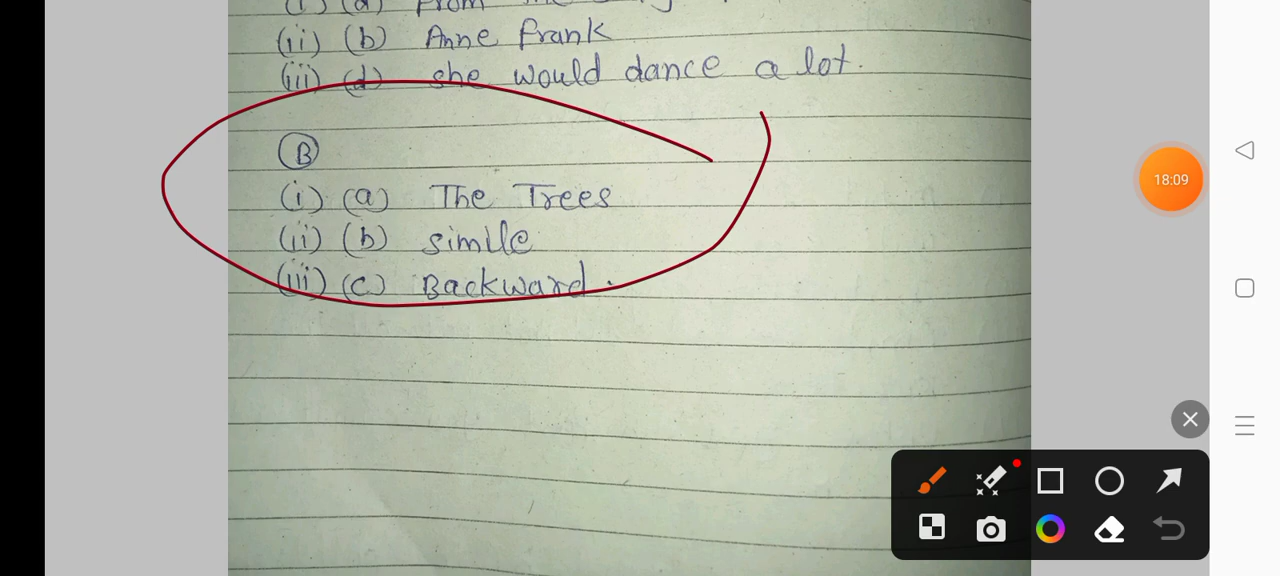 (ii) (b) Anne frank
(iii) (d) she would dance a lot.
(B)
(i) (a) The Trees
(ii) (b) simile
(iii) (c) Backward.
18:09